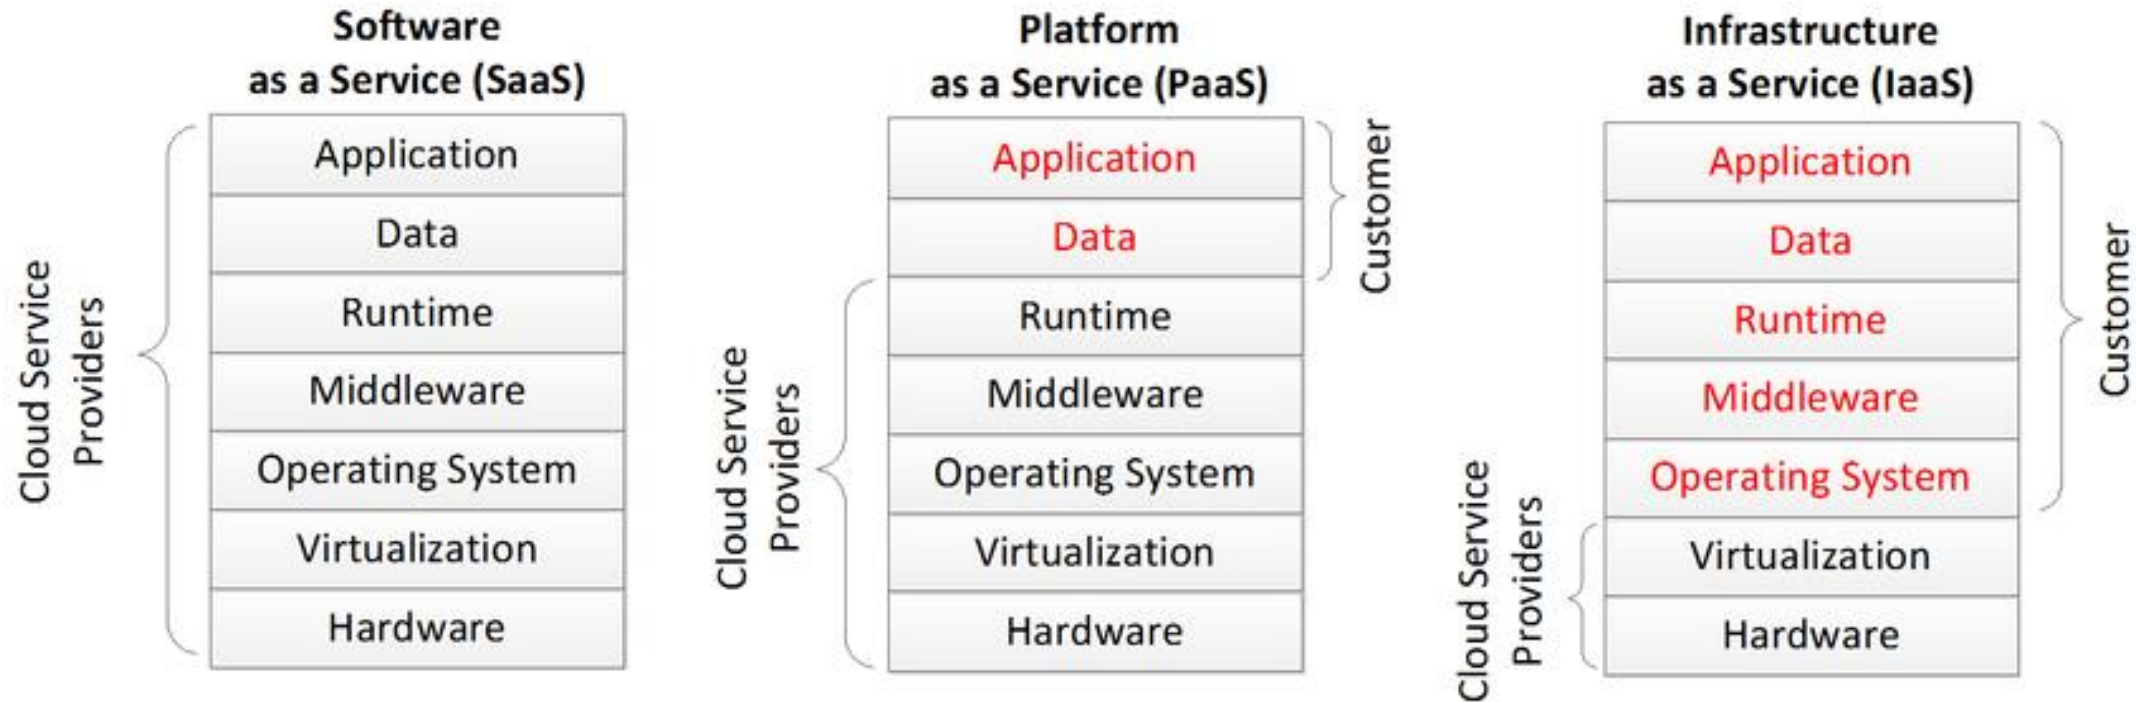 Software
as a Service (SaaS)
Cloud Service
Providers
Application
Data
Runtime
Middleware
Operating System
Virtualization
Hardware
Platform
as a Service (PaaS)
Cloud Service
Providers
Application
Data
Runtime
Middleware
Operating System
Virtualization
Hardware
Customer
Infrastructure
as a Service (IaaS)
Cloud Service
Providers
Application
Data
Runtime
Middleware
Operating System
Virtualization
Hardware
Customer